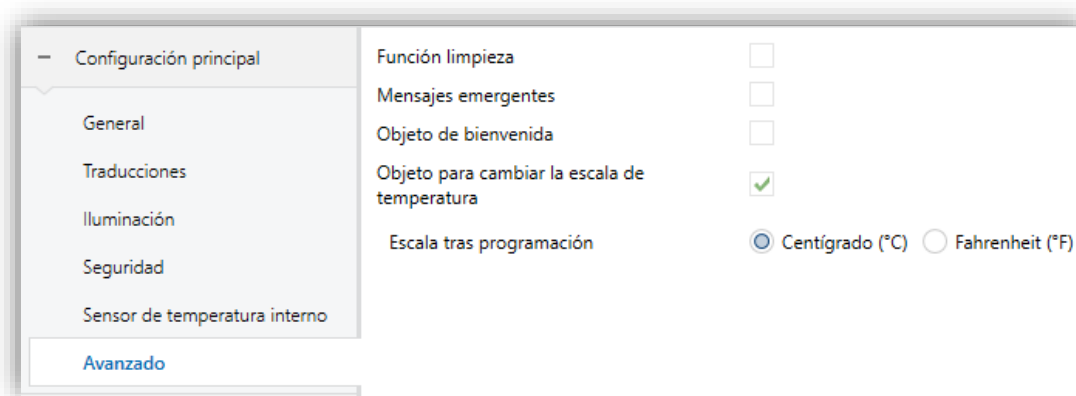 Configuración principal
General
Traducciones
Iluminación
Seguridad
Sensor de temperatura interno
Avanzado
Función limpieza
Mensajes emergentes
Objeto de bienvenida
Objeto para cambiar la escala de
temperatura
Escala tras programación
Centígrado (°C) Fahrenheit (°F)